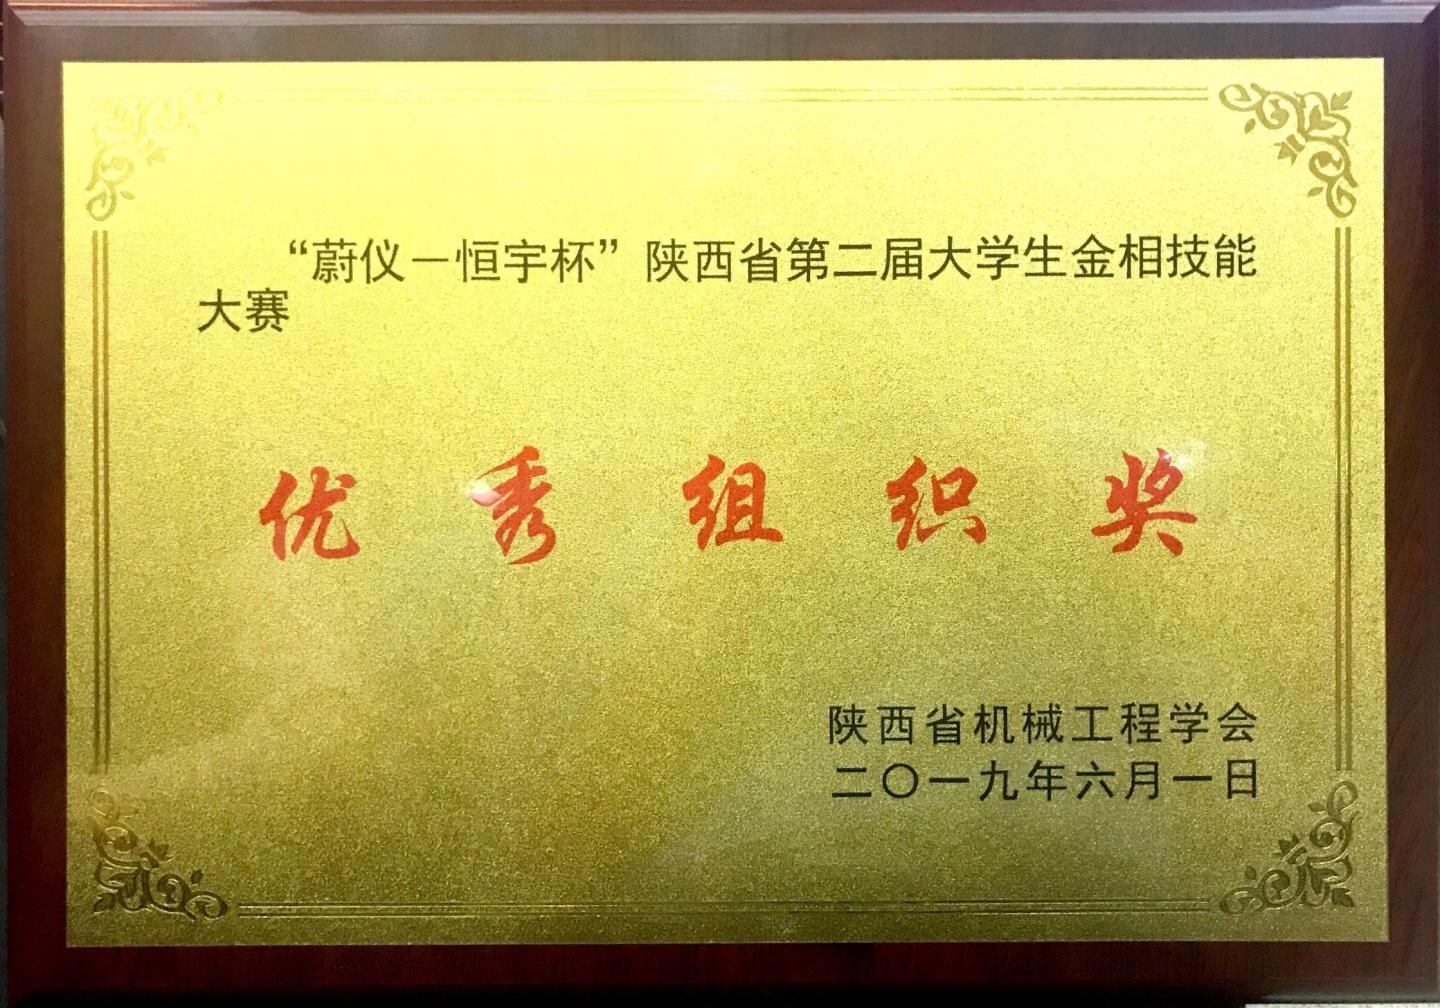 “蔚仪－恒宇杯”陕西省第二届大学生金相技能
大赛
优秀组织奖
陕西省机械工程学会
二〇一九年六月一日